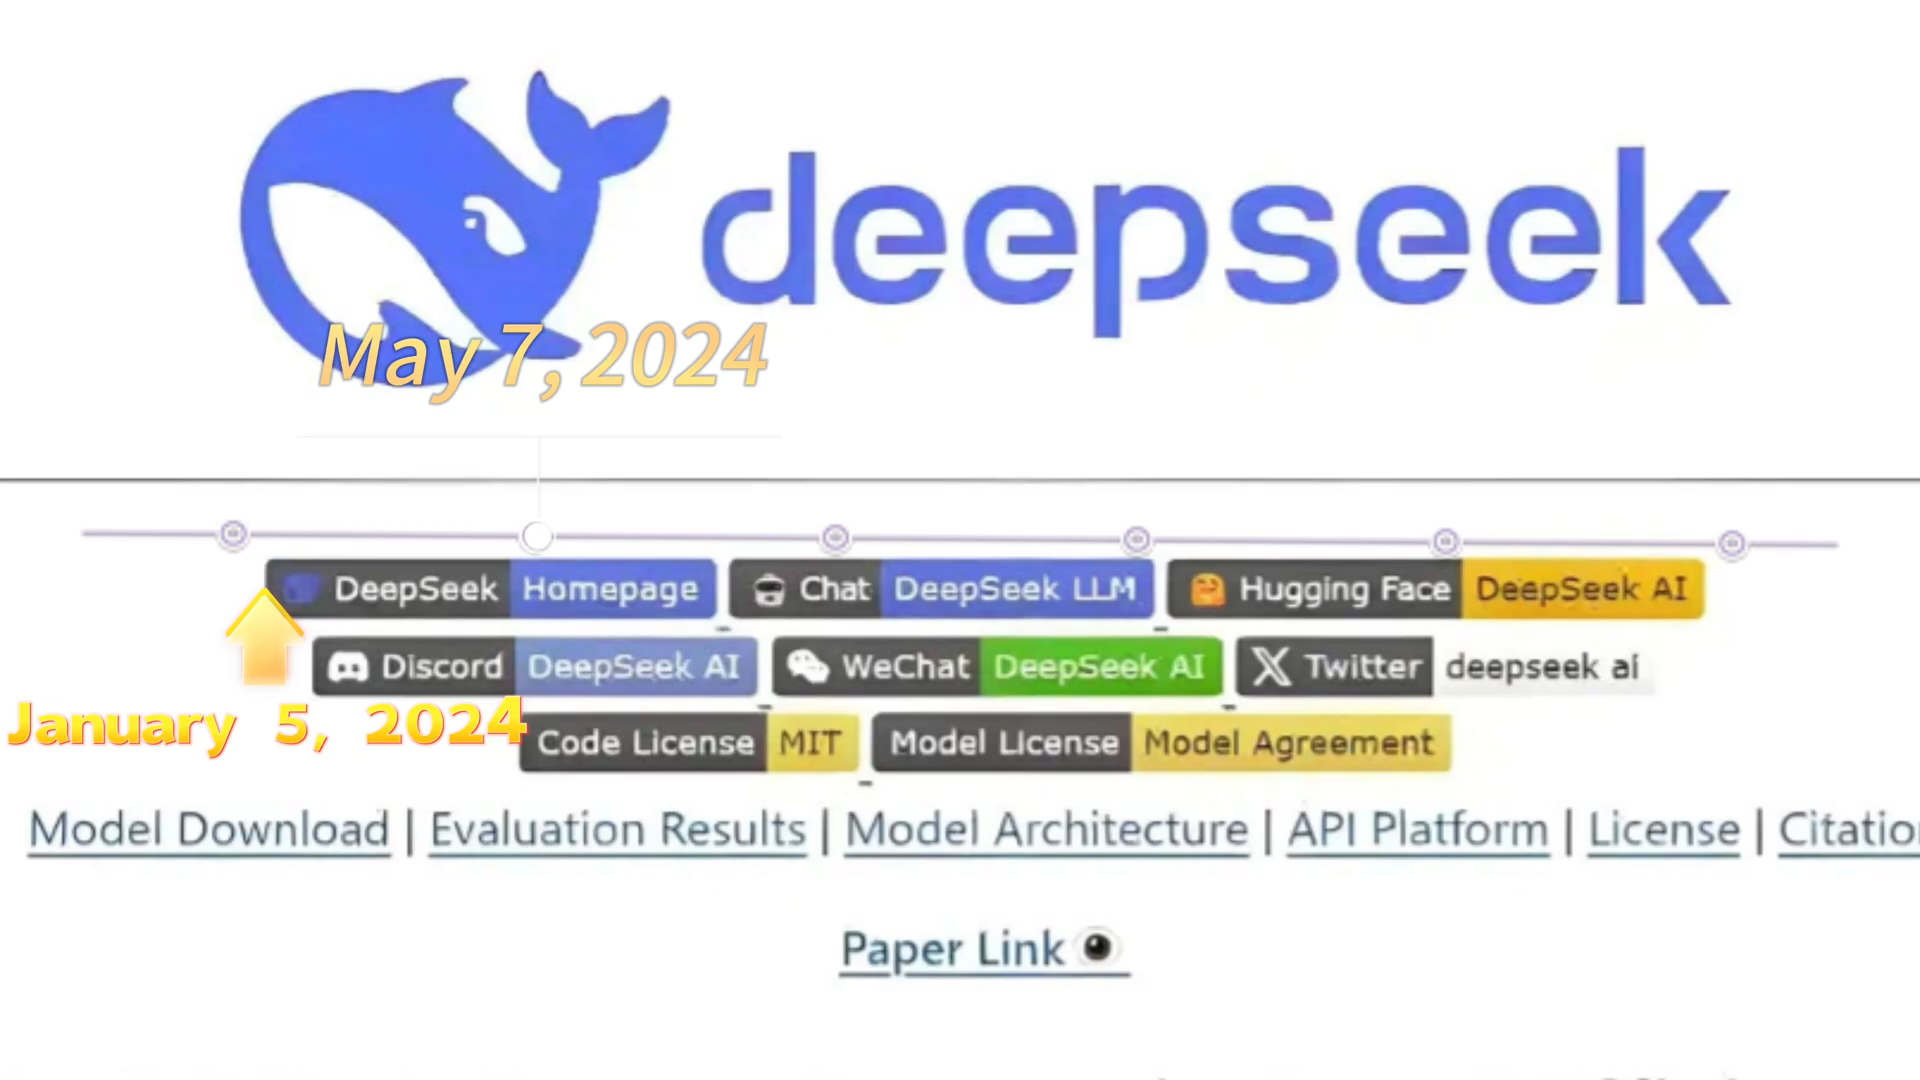 deepseek
May 7, 2024
DeepSeek Homepage Chat DeepSeek LLM Hugging Face DeepSeek AI
Discord DeepSeek AI WeChat DeepSeek AI Twitter deepseek ai
January 5, 2024
Code License MIT Model License Model Agreement
Model Download | Evaluation Results | Model Architecture | API Platform | License | Citatio
Paper Link